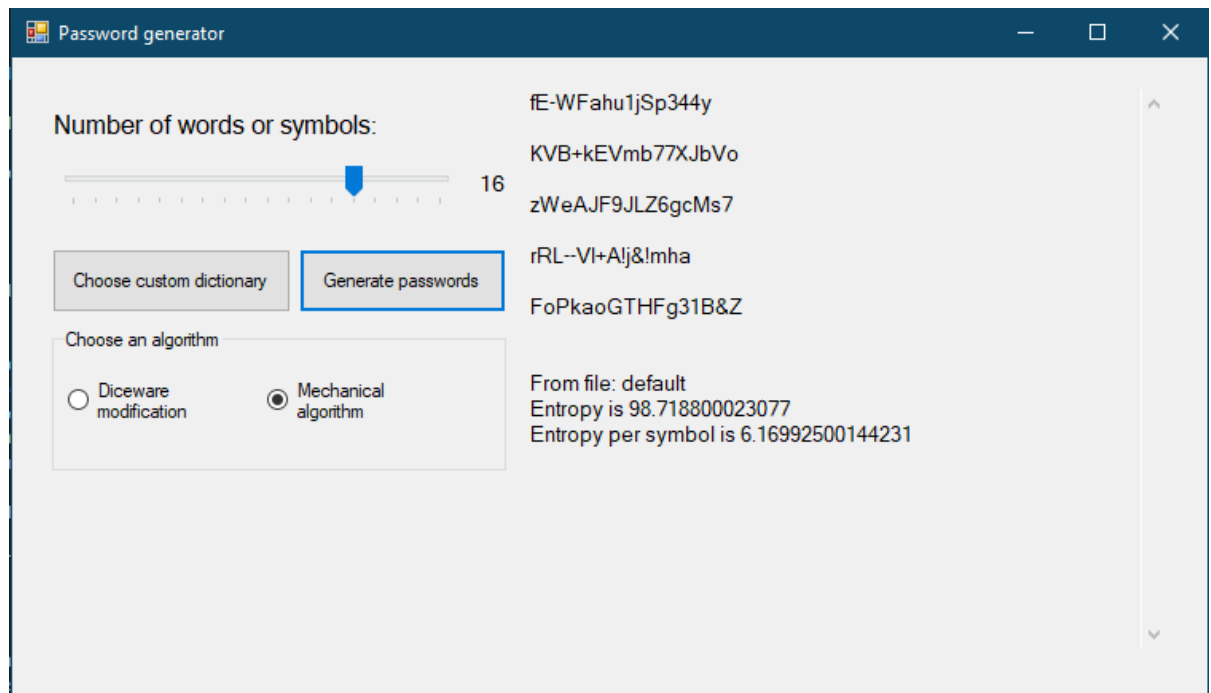 Password generator
Number of words or symbols:
16
Choose custom dictionary
Generate passwords
Choose an algorithm
Diceware
modification
Mechanical
algorithm
fE-WFahu1jSp344y
KVB+kEVmb77XJbVo
zWeAJF9JLZ6gcMs7
rRL--Vl+A!j&!mha
FoPkaoGTHFg31B&Z
From file: default
Entropy is 98.718800023077
Entropy per symbol is 6.16992500144231